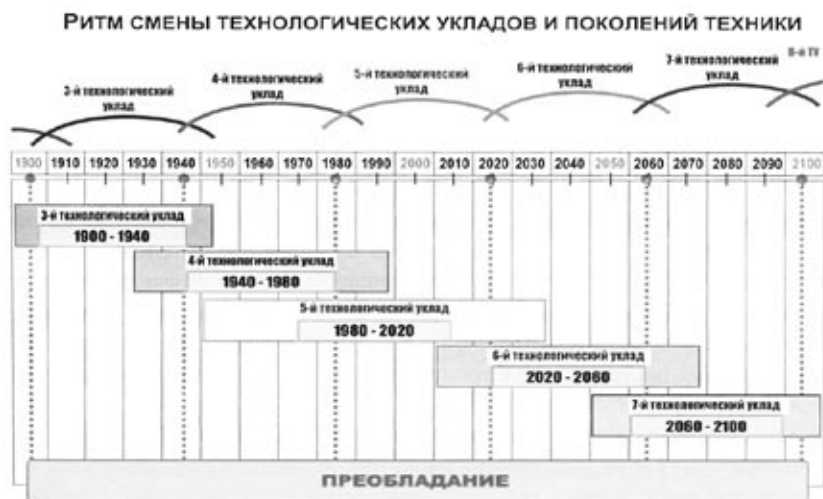 РИТМ СМЕНЫ ТЕХНОЛОГИЧЕСКИХ УКЛАДОВ И ПОКОЛЕНИЙ ТЕХНИКИ
3-й технологический уклад
4-й технологический уклад
5-й технологический уклад
6-й технологический уклад
7-й технологический уклад
8-й ТУ
1900 1910 1920 1930 1940 1950 1960 1970 1980 1990 2000 2010 2020 2030 2040 2050 2060 2070 2080 2090 2100
3-й технологический уклад
1900 - 1940
4-й технологический уклад
1940 - 1980
5-й технологический уклад
1980 - 2020
6-й технологический уклад
2020 - 2060
7-й технологический уклад
2060 - 2100
ПРЕОБЛАДАНИЕ